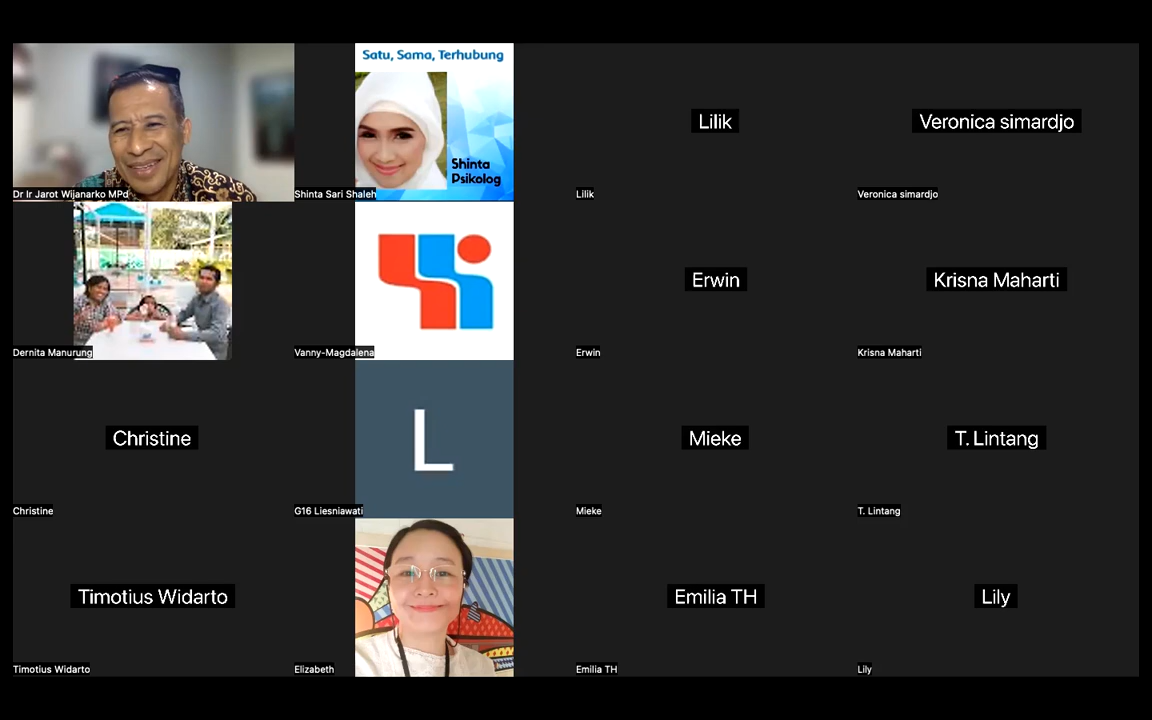 Satu, Sama, Terhubung
Shinta
Psikolog
Lilik
Veronica simardjo
Dr Ir Jarot Wijanarko MPd
Shinta Sari Shaleh
Lilik
Veronica simardjo
Erwin
Krisna Maharti
Dernita Manurung
Vanny-Magdalena
Erwin
Krisna Maharti
Christine
L
Mieke
T. Lintang
Christine
G16 Liesniawati
Mieke
T. Lintang
Timotius Widarto
Emilia TH
Lily
Timotius Widarto
Elizabeth
Emilia TH
Lily